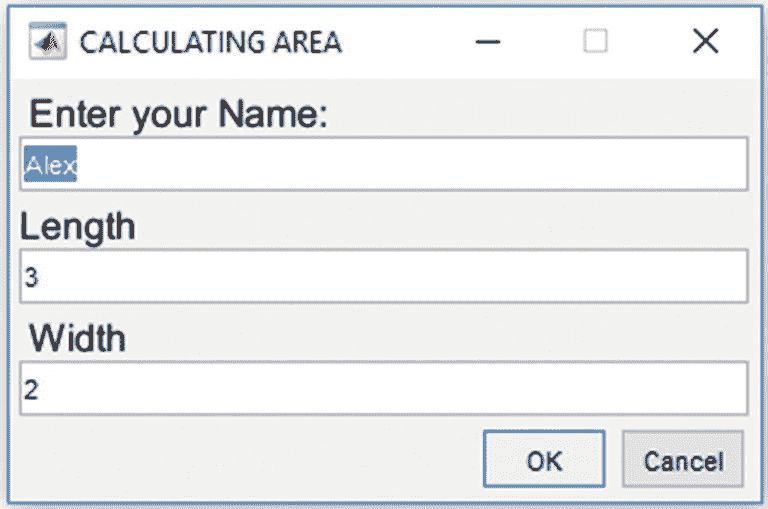 CALCULATING AREA
Enter your Name:
Alex
Length
3
Width
2
OK Cancel